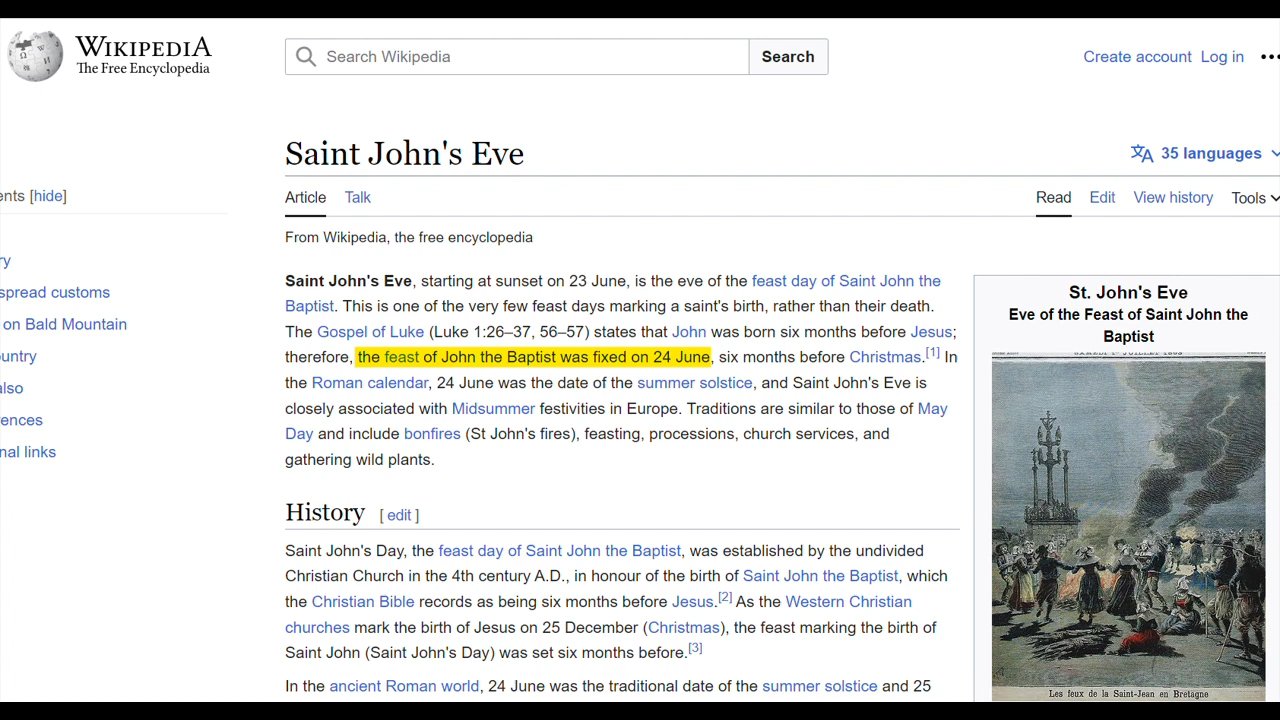 WIKIPEDIA
The Free Encyclopedia
Search Wikipedia
Search
Create account Log in
Saint John's Eve
35 languages
ents [hide]
Article Talk
Read Edit View history Tools
From Wikipedia, the free encyclopedia
ry
spread customs
on Bald Mountain
ountry
also
rences
nal links
Saint John's Eve, starting at sunset on 23 June, is the eve of the feast day of Saint John the
Baptist. This is one of the very few feast days marking a saint's birth, rather than their death.
The Gospel of Luke (Luke 1:26–37, 56–57) states that John was born six months before Jesus;
therefore, the feast of John the Baptist was fixed on 24 June, six months before Christmas.[1] In
the Roman calendar, 24 June was the date of the summer solstice, and Saint John's Eve is
closely associated with Midsummer festivities in Europe. Traditions are similar to those of May
Day and include bonfires (St John's fires), feasting, processions, church services, and
gathering wild plants.
History [ edit ]
Saint John's Day, the feast day of Saint John the Baptist, was established by the undivided
Christian Church in the 4th century A.D., in honour of the birth of Saint John the Baptist, which
the Christian Bible records as being six months before Jesus.[2] As the Western Christian
churches mark the birth of Jesus on 25 December (Christmas), the feast marking the birth of
Saint John (Saint John's Day) was set six months before.[3]
In the ancient Roman world, 24 June was the traditional date of the summer solstice and 25
St. John's Eve
Eve of the Feast of Saint John the
Baptist
Les feux de la Saint-Jean en Bretagne